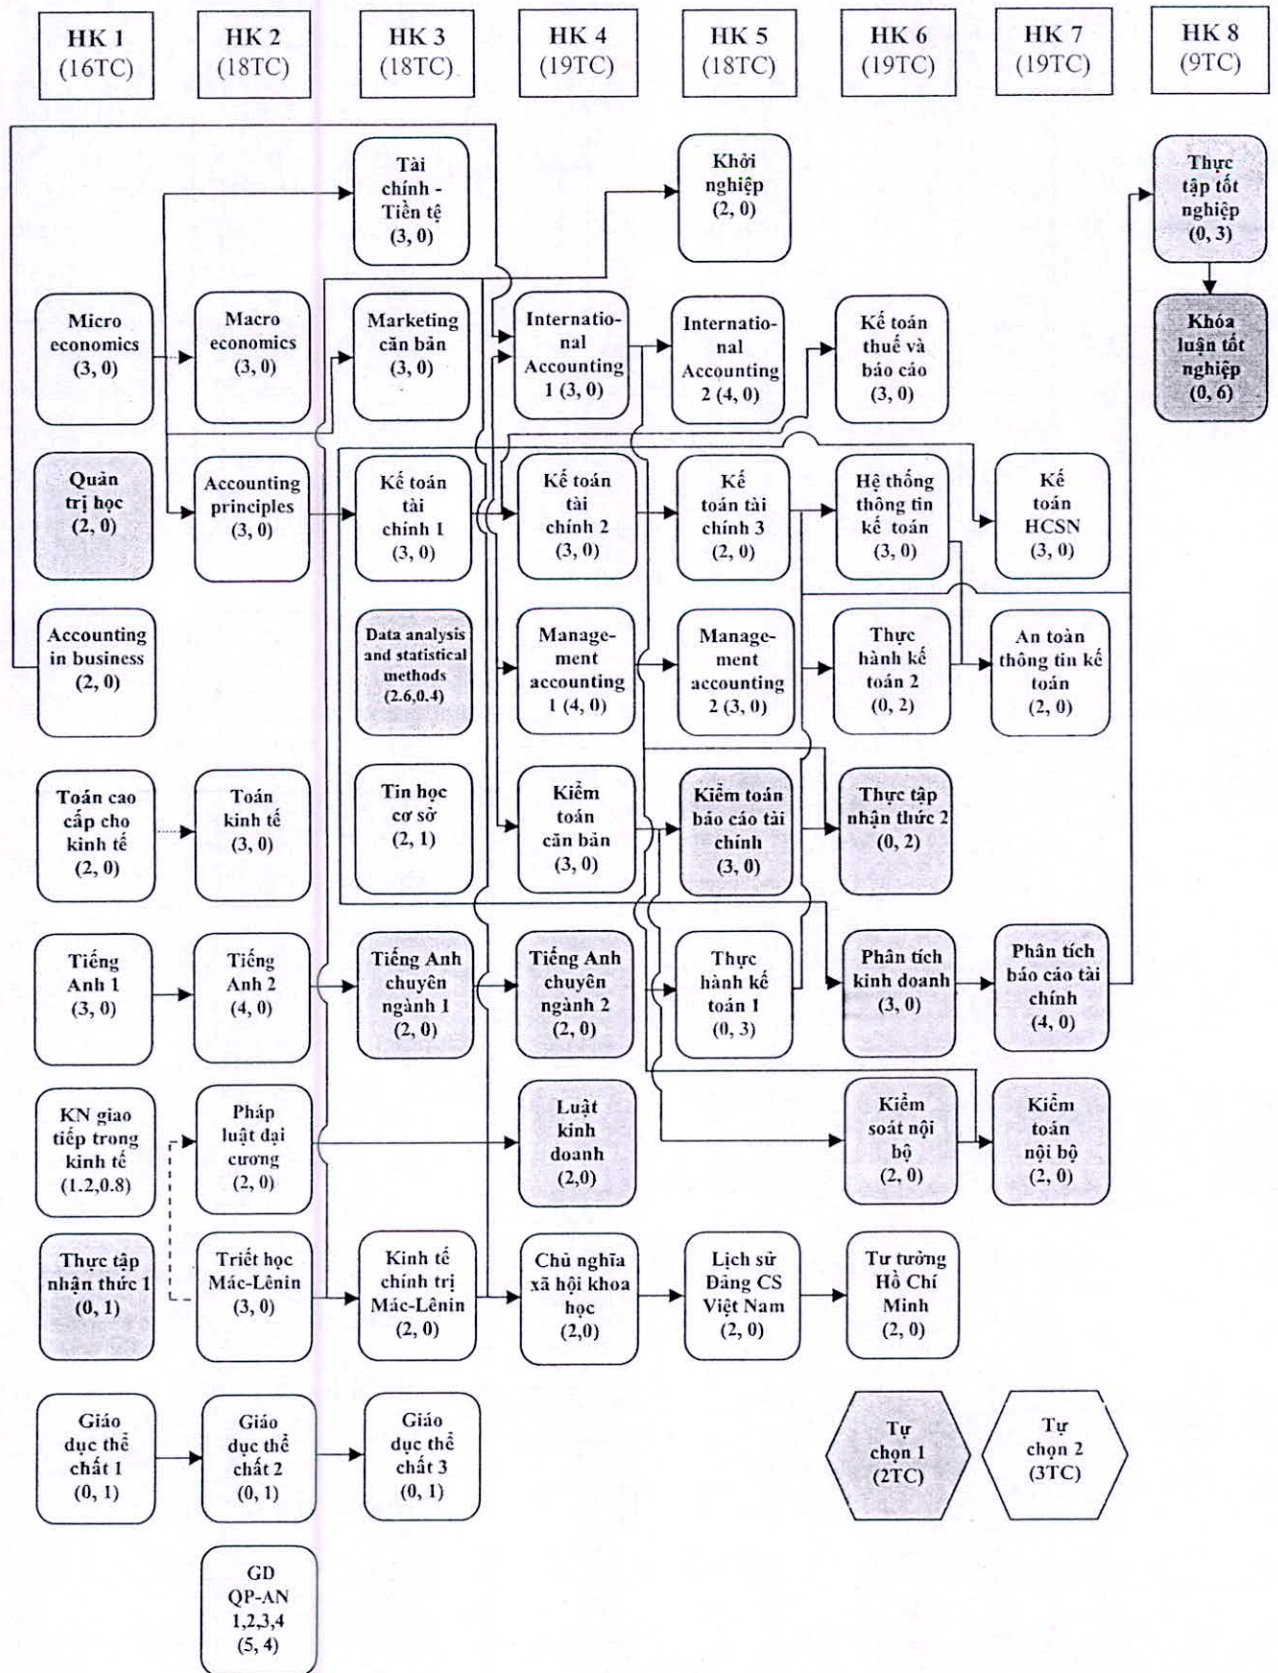 HK 1
(16TC)
HK 2
(18TC)
HK 3
(18TC)
HK 4
(19TC)
HK 5
(18TC)
HK 6
(19TC)
HK 7
(19TC)
HK 8
(9TC)
Tài
chính -
Tiền tệ
(3, 0)
Khởi
nghiệp
(2, 0)
Thực
tập tốt
nghiệp
(0, 3)
Micro
economics
(3, 0)
Macro
economics
(3, 0)
Marketing
căn bản
(3, 0)
Internatio-
nal
Accounting
1 (3, 0)
Internatio-
nal
Accounting
2 (4, 0)
Kế toán
thuế và
báo cáo
(3, 0)
Khóa
luận tốt
nghiệp
(0, 6)
Quản
trị học
(2, 0)
Accounting
principles
(3, 0)
Kế toán
tài
chính 1
(3, 0)
Kế toán
tài
chính 2
(3, 0)
Kế
toán tài
chính 3
(2, 0)
Hệ thống
thông tin
kế toán
(3, 0)
Kế
toán
HCSN
(3, 0)
Accounting
in business
(2, 0)
Data analysis
and statistical
methods
(2.6,0.4)
Manage-
ment
accounting
1 (4, 0)
Manage-
ment
accounting
2 (3, 0)
Thực
hành kế
toán 2
(0, 2)
An toàn
thông tin kế
toán
(2, 0)
Toán cao
cấp cho
kinh tế
(2, 0)
Toán
kinh tế
(3, 0)
Tin học
cơ sở
(2, 1)
Kiểm
toán
căn bản
(3, 0)
Kiểm toán
báo cáo tài
chính
(3, 0)
Thực tập
nhận thức 2
(0, 2)
Tiếng
Anh 1
(3, 0)
Tiếng
Anh 2
(4, 0)
Tiếng Anh
chuyên
ngành 1
(2, 0)
Tiếng Anh
chuyên
ngành 2
(2, 0)
Thực
hành kế
toán 1
(0, 3)
Phân tích
kinh doanh
(3, 0)
Phân tích
báo cáo tài
chính
(4, 0)
KN giao
tiếp trong
kinh tế
(1.2,0.8)
Pháp
luật đại
cương
(2, 0)
Luật
kinh
doanh
(2,0)
Kiểm
soát nội
bộ
(2, 0)
Kiểm
toán
nội bộ
(2, 0)
Thực tập
nhận thức 1
(0, 1)
Triết học
Mác-Lênin
(3, 0)
Kinh tế
chính trị
Mác-Lênin
(2, 0)
Chủ nghĩa
xã hội khoa
học
(2,0)
Lịch sử
Đảng CS
Việt Nam
(2, 0)
Tư tưởng
Hồ Chí
Minh
(2, 0)
Giáo
dục thể
chất 1
(0, 1)
Giáo
dục thể
chất 2
(0, 1)
Giáo
dục thể
chất 3
(0, 1)
Tự
chọn 1
(2TC)
Tự
chọn 2
(3TC)
GD
QP-AN
1,2,3,4
(5, 4)